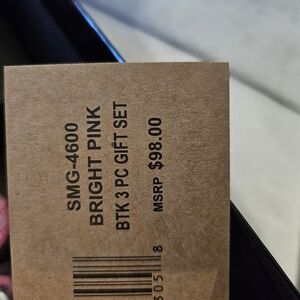 SMG-4600
BRIGHT PINK
BTK 3 PC GIFT SET
MSRP $98.00